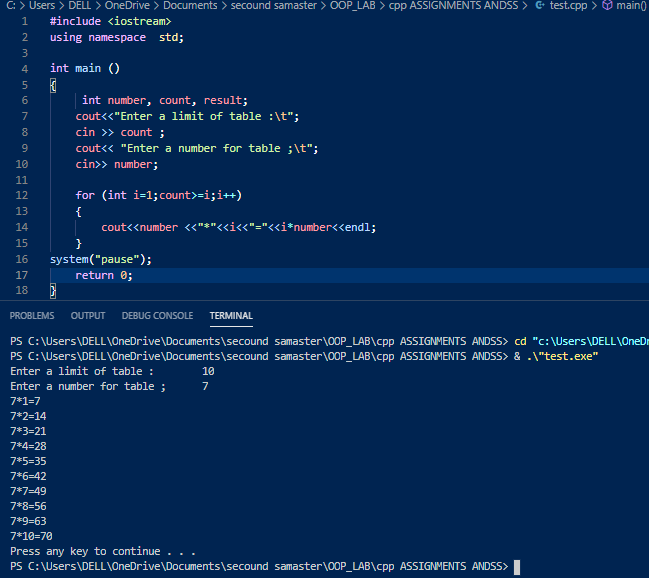 C: > Users > DELL > OneDrive > Documents > secound samaster > OOP_LAB > cpp ASSIGNMENTS ANDSS > test.cpp > main()
1 #include <iostream>
2 using namespace  std;
3
4 int main ()
5 {
6      int number, count, result;
7     cout<<"Enter a limit of table :\t";
8     cin >> count ;
9     cout<< "Enter a number for table ;\t";
10     cin>> number;
11
12     for (int i=1;count>=i;i++)
13     {
14         cout<<number <<"*"<<i<<"="<<i*number<<endl;
15     }
16 system("pause");
17     return 0;
18 }
PROBLEMS OUTPUT DEBUG CONSOLE TERMINAL
PS C:\Users\DELL\OneDrive\Documents\secound samaster\OOP_LAB\cpp ASSIGNMENTS ANDSS> cd "c:\Users\DELL\OneDr
PS C:\Users\DELL\OneDrive\Documents\secound samaster\OOP_LAB\cpp ASSIGNMENTS ANDSS> & .\"test.exe"
Enter a limit of table :        10
Enter a number for table ;      7
7*1=7
7*2=14
7*3=21
7*4=28
7*5=35
7*6=42
7*7=49
7*8=56
7*9=63
7*10=70
Press any key to continue . . .
PS C:\Users\DELL\OneDrive\Documents\secound samaster\OOP_LAB\cpp ASSIGNMENTS ANDSS>